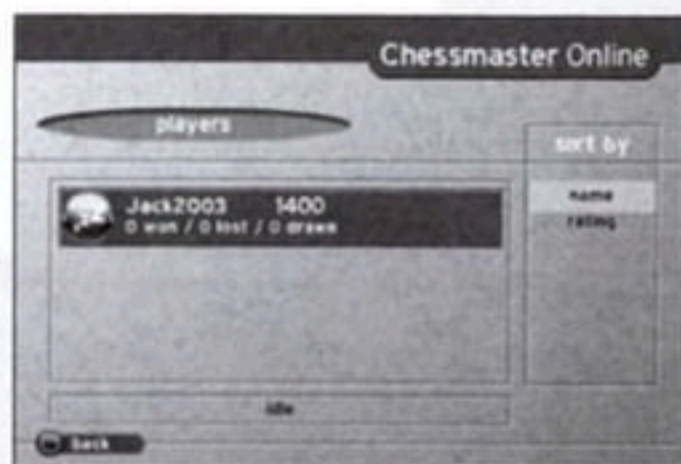 Chessmaster Online
players
sort by
Jack2003 1400
0 won / 0 lost / 0 drawn
name
rating
idle
back